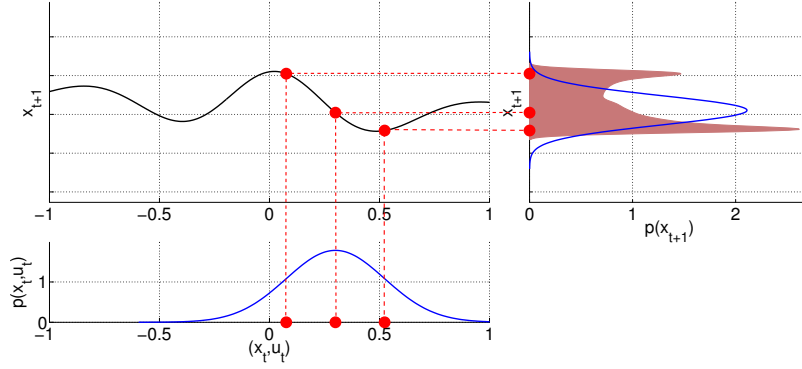 x_{t+1}
−1 −0.5 0 0.5 1
x_{t+1}
0 1 2
p(x_{t+1})
p(x_t,u_t)
1
0
−1 −0.5 0 0.5 1
(x_t,u_t)